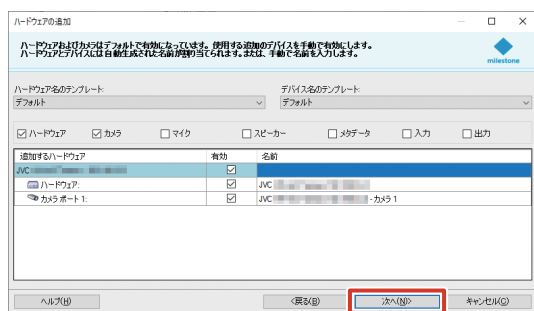 ハードウェアの追加
ハードウェアおよびカメラはデフォルトで有効になっています。使用する追加のデバイスを手動で有効にします。
ハードウェアとデバイスには自動生成された名前が割り当てられます。または、手動で名前を入力します。
milestone
ハードウェア名のテンプレート: デバイス名のテンプレート:
デフォルト デフォルト
ハードウェア カメラ マイク スピーカー メタデータ 入力 出力
追加するハードウェア 有効 名前
JVC
ハードウェア: JVC
カメラ ポート 1: JVC - カメラ 1
ヘルプ(H) <戻る(B) 次へ(N)> キャンセル(C)